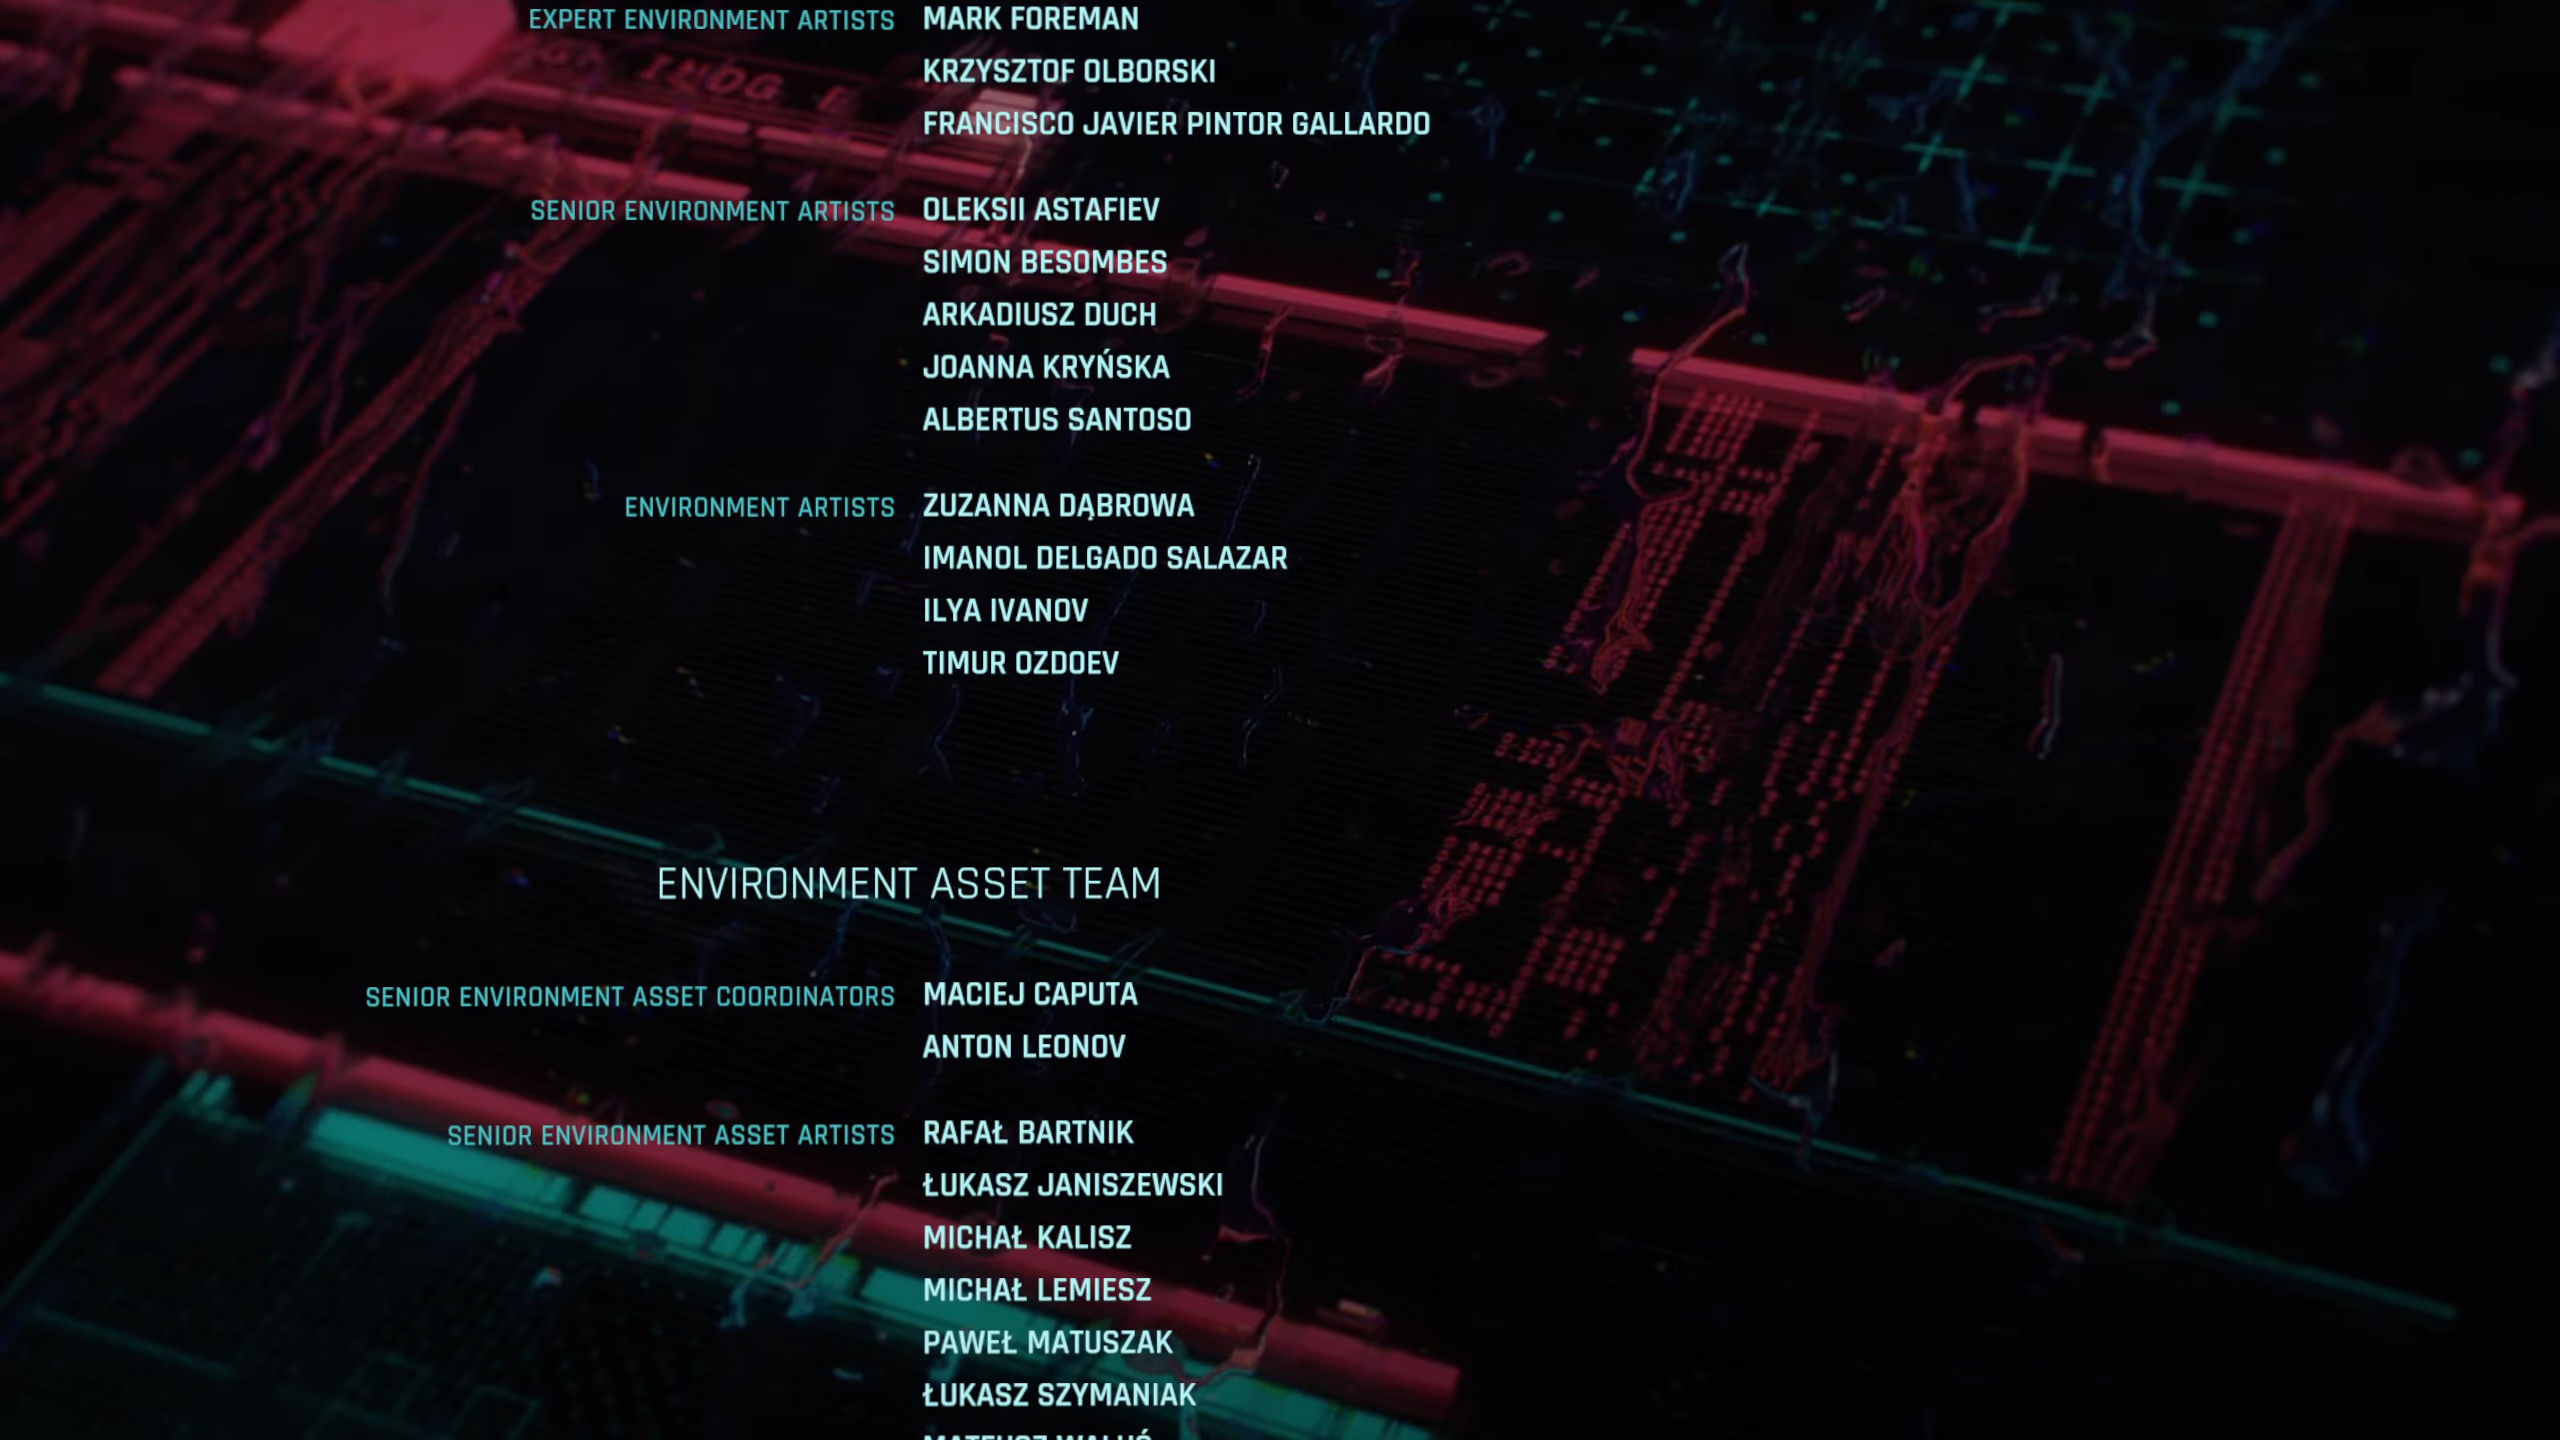 EXPERT ENVIRONMENT ARTISTS MARK FOREMAN
KRZYSZTOF OLBORSKI
FRANCISCO JAVIER PINTOR GALLARDO
SENIOR ENVIRONMENT ARTISTS OLEKSII ASTAFIEV
SIMON BESOMBES
ARKADIUSZ DUCH
JOANNA KRYŃSKA
ALBERTUS SANTOSO
ENVIRONMENT ARTISTS ZUZANNA DĄBROWA
IMANOL DELGADO SALAZAR
ILYA IVANOV
TIMUR OZDOEV
ENVIRONMENT ASSET TEAM
SENIOR ENVIRONMENT ASSET COORDINATORS MACIEJ CAPUTA
ANTON LEONOV
SENIOR ENVIRONMENT ASSET ARTISTS RAFAŁ BARTNIK
ŁUKASZ JANISZEWSKI
MICHAŁ KALISZ
MICHAŁ LEMIESZ
PAWEŁ MATUSZAK
ŁUKASZ SZYMANIAK